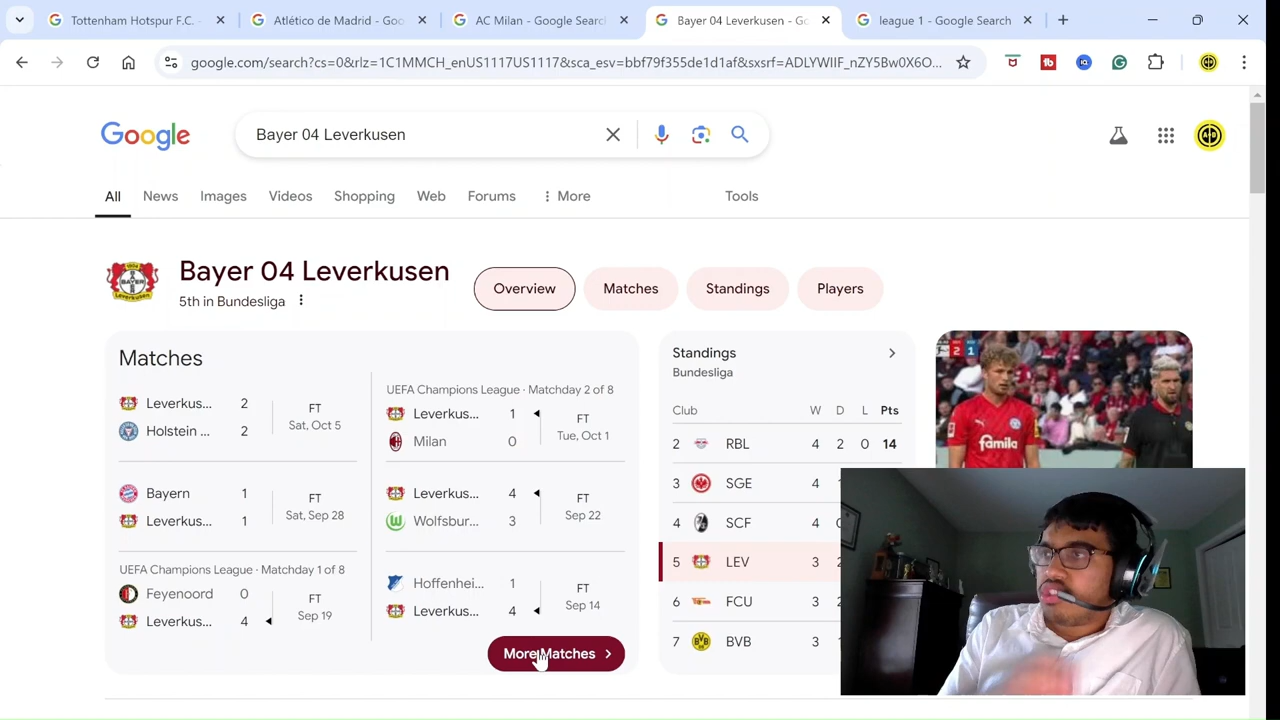 Tottenham Hotspur F.C. -
Atlético de Madrid - Goo
AC Milan - Google Search
Bayer 04 Leverkusen - Go
league 1 - Google Search
google.com/search?cs=0&rlz=1C1MMCH_enUS1117US1117&sca_esv=bbf79f355de1d1af&sxsrf=ADLYWIIF_nZY5Bw0X6O...
Google
Bayer 04 Leverkusen
All
News
Images
Videos
Shopping
Web
Forums
More
Tools
Bayer 04 Leverkusen
5th in Bundesliga
Overview
Matches
Standings
Players
Matches
Leverkus... 2
Holstein ... 2
FT
Sat, Oct 5
Bayern 1
Leverkus... 1
FT
Sat, Sep 28
UEFA Champions League · Matchday 1 of 8
Feyenoord 0
Leverkus... 4
FT
Sep 19
UEFA Champions League · Matchday 2 of 8
Leverkus... 1
Milan 0
FT
Tue, Oct 1
Leverkus... 4
Wolfsbur... 3
FT
Sep 22
Hoffenhei... 1
Leverkus... 4
FT
Sep 14
More Matches
Standings
Bundesliga
Club W D L Pts
2 RBL 4 2 0 14
3 SGE 4
4 SCF 4
5 LEV 3
6 FCU 3
7 BVB 3
2 1
famila